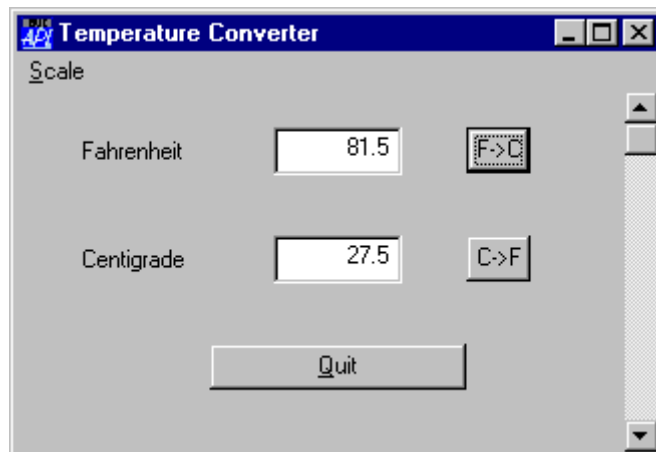 Temperature Converter
Scale
Fahrenheit 81.5 F->C
Centigrade 27.5 C->F
Quit